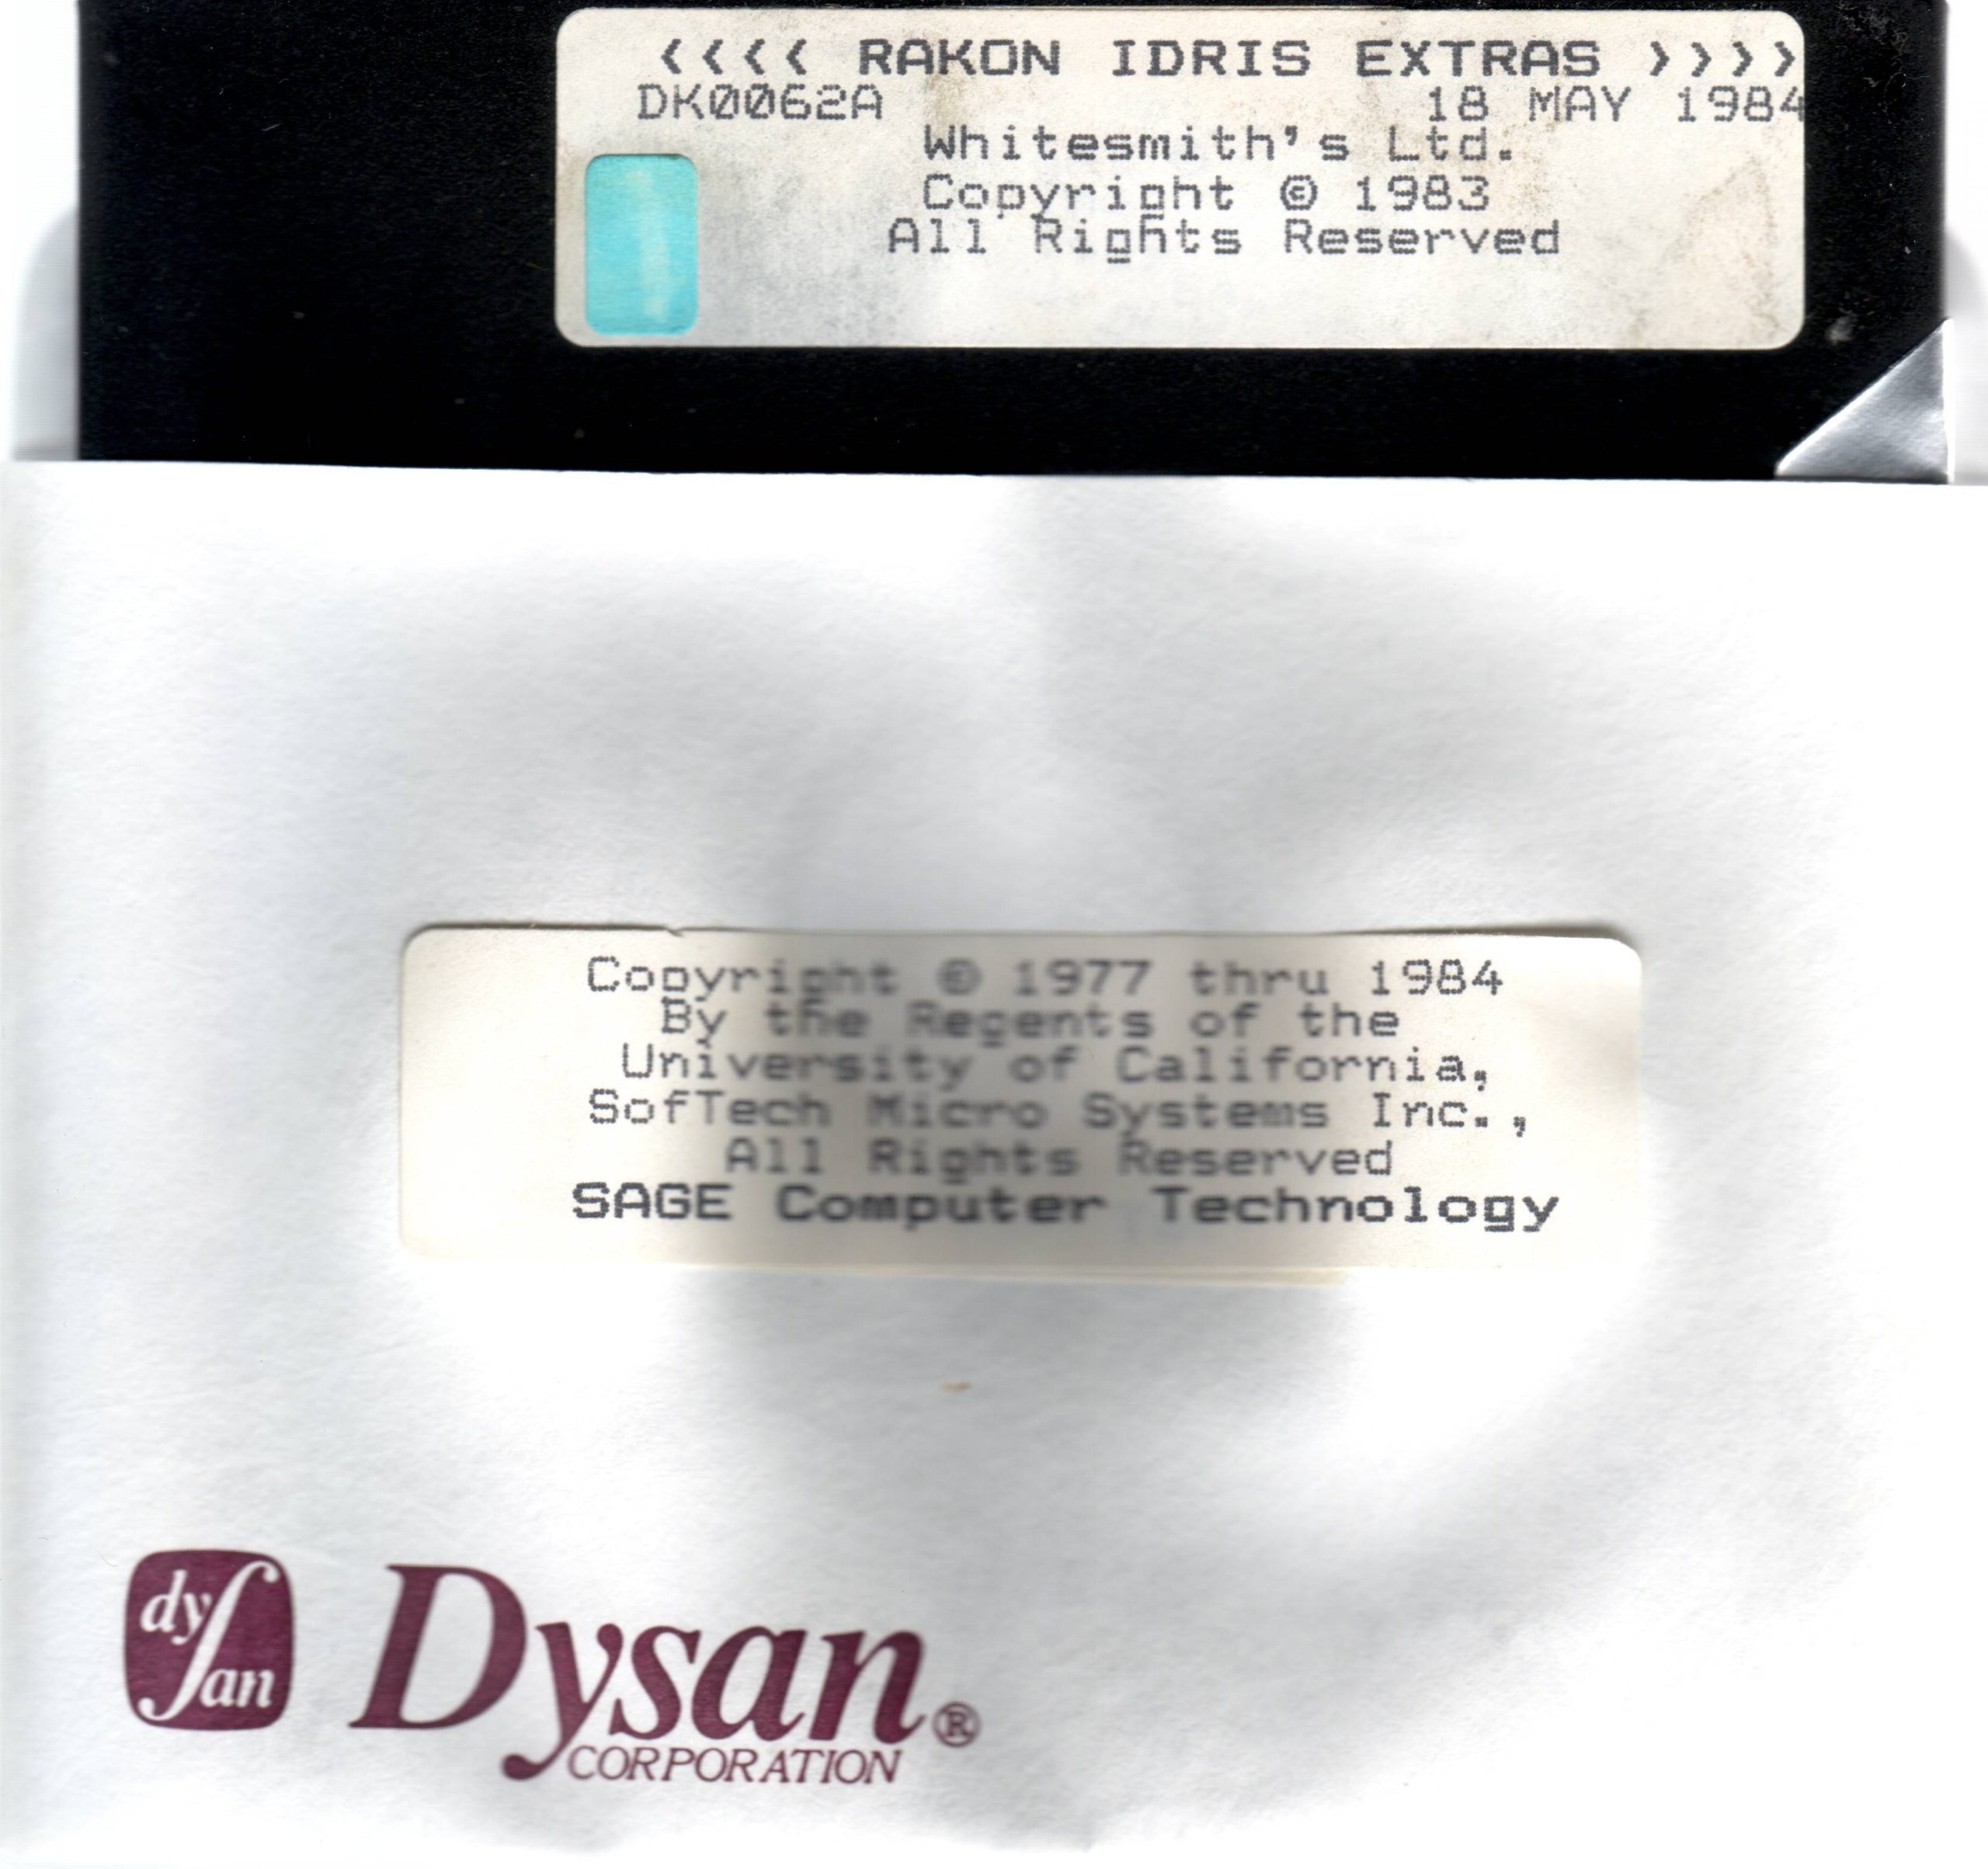 <<<< RAKON IDRIS EXTRAS >>>>
DK0062A 18 MAY 1984
Whitesmith's Ltd.
Copyright © 1983
All Rights Reserved
Copyright © 1977 thru 1984
By the Regents of the
University of California,
SofTech Micro Systems Inc.,
All Rights Reserved
SAGE Computer Technology
dysan
Dysan®
CORPORATION